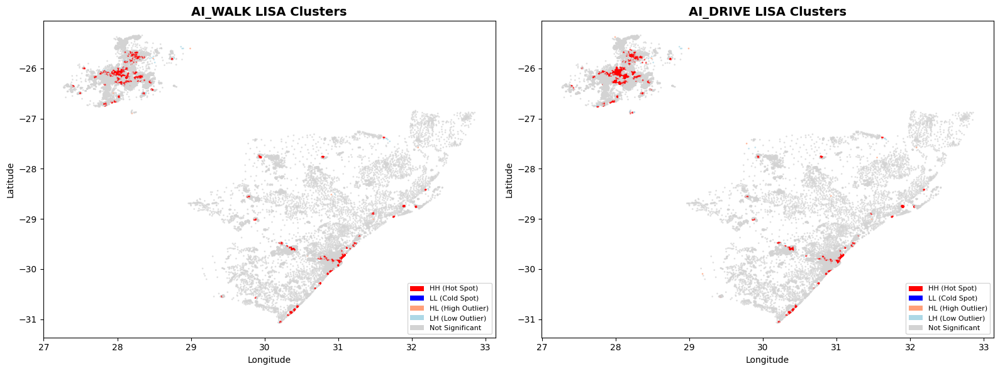 AI_WALK LISA Clusters
−26
−27
−28
−29
−30
−31
Latitude
27
28
29
30
31
32
33
Longitude
HH (Hot Spot)
LL (Cold Spot)
HL (High Outlier)
LH (Low Outlier)
Not Significant
AI_DRIVE LISA Clusters
−26
−27
−28
−29
−30
−31
Latitude
27
28
29
30
31
32
33
Longitude
HH (Hot Spot)
LL (Cold Spot)
HL (High Outlier)
LH (Low Outlier)
Not Significant